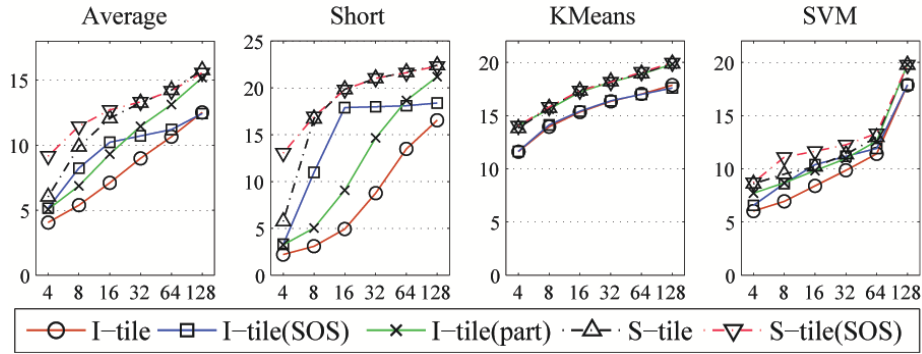 Average Short KMeans SVM
15 25 20 20
20
10 15 15 15
10 10 10
5
5 5 5
0 0 0 0
4 8 16 32 64 128 4 8 16 32 64 128 4 8 16 32 64 128 4 8 16 32 64 128
I-tile I-tile(SOS) I-tile(part) S-tile S-tile(SOS)